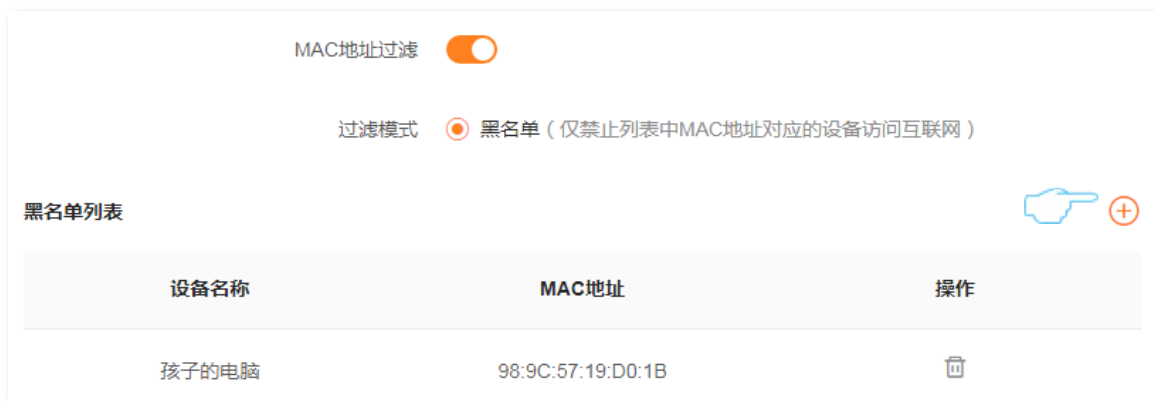 MAC地址过滤
过滤模式 黑名单（仅禁止列表中MAC地址对应的设备访问互联网）
黑名单列表
设备名称 MAC地址 操作
孩子的电脑 98:9C:57:19:D0:1B